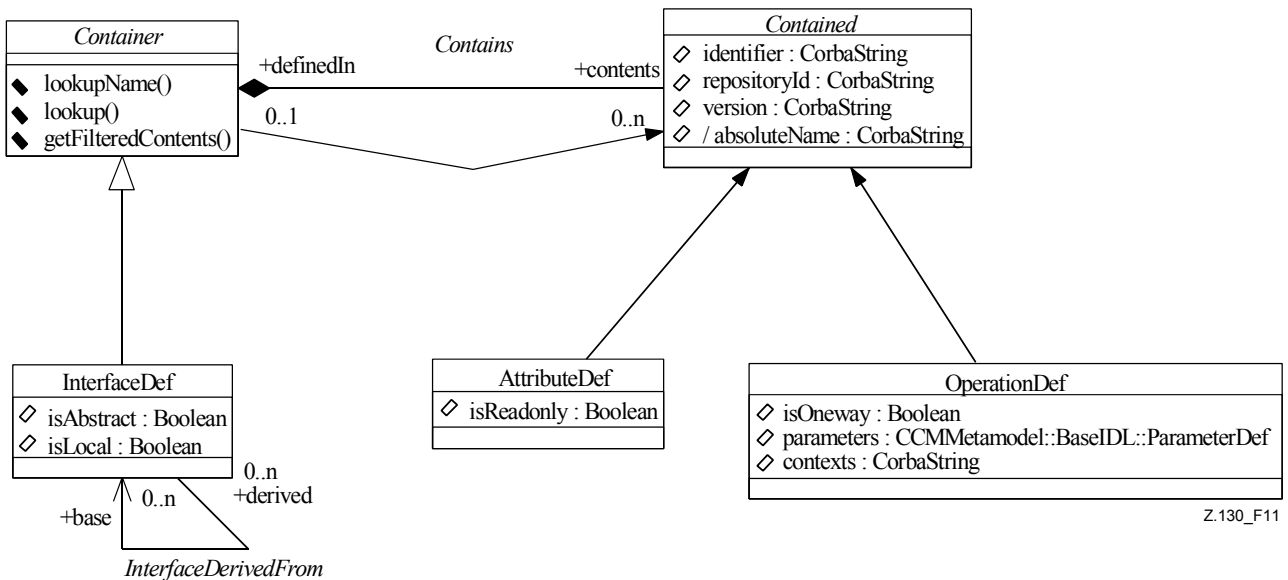 Container
lookupName()
lookup()
getFilteredContents()
Contains
+definedIn
+contents
0..1
0..n
Contained
identifier : CorbaString
repositoryId : CorbaString
version : CorbaString
/ absoluteName : CorbaString
InterfaceDef
isAbstract : Boolean
isLocal : Boolean
0..n
+derived
0..n
+base
InterfaceDerivedFrom
AttributeDef
isReadonly : Boolean
OperationDef
isOneway : Boolean
parameters : CCMMetamodel::BaseIDL::ParameterDef
contexts : CorbaString
Z.130_F11